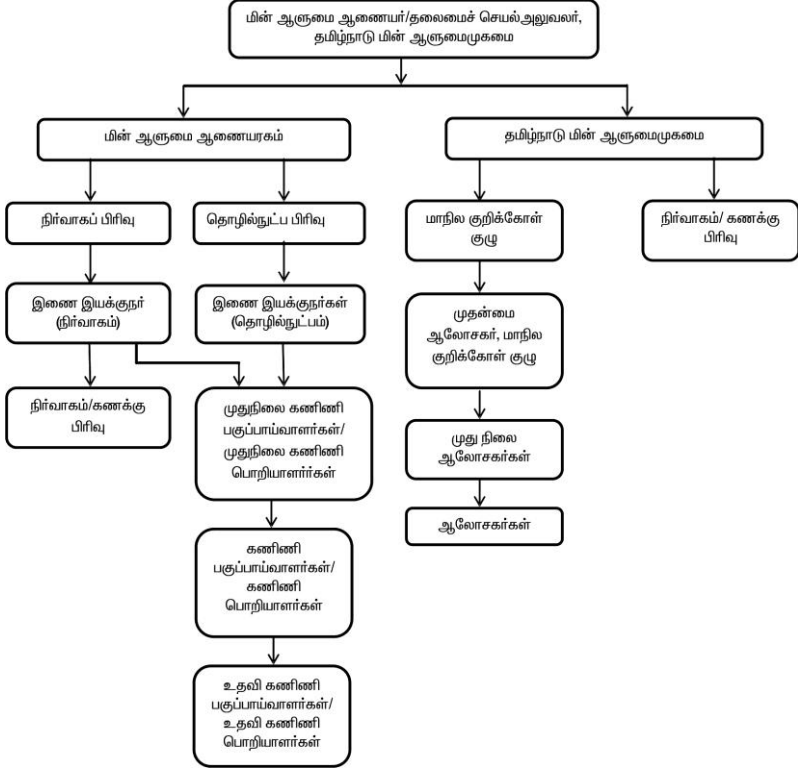 மின் ஆளுமை ஆணையர்/தலைமைச் செயல்அலுவலர்,
தமிழ்நாடு மின் ஆளுமைமுகமை
மின் ஆளுமை ஆணையரகம்
தமிழ்நாடு மின் ஆளுமைமுகமை
நிர்வாகப் பிரிவு
தொழில்நுட்ப பிரிவு
மாநில குறிக்கோள்
குழு
நிர்வாகம்/ கணக்கு
பிரிவு
இணை இயக்குநர்
(நிர்வாகம்)
இணை இயக்குநர்கள்
(தொழில்நுட்பம்)
முதன்மை
ஆலோசகர், மாநில
குறிக்கோள் குழு
நிர்வாகம்/கணக்கு
பிரிவு
முதுநிலை கணிணி
பகுப்பாய்வாளர்கள்/
முதுநிலை கணிணி
பொறியாளார்கள்
முது நிலை
ஆலோசகர்கள்
ஆலோசகர்கள்
கணிணி
பகுப்பாய்வாளர்கள்/
கணிணி
பொறியாளர்கள்
உதவி கணிணி
பகுப்பாய்வாளர்கள்/
உதவி கணிணி
பொறியாளர்கள்